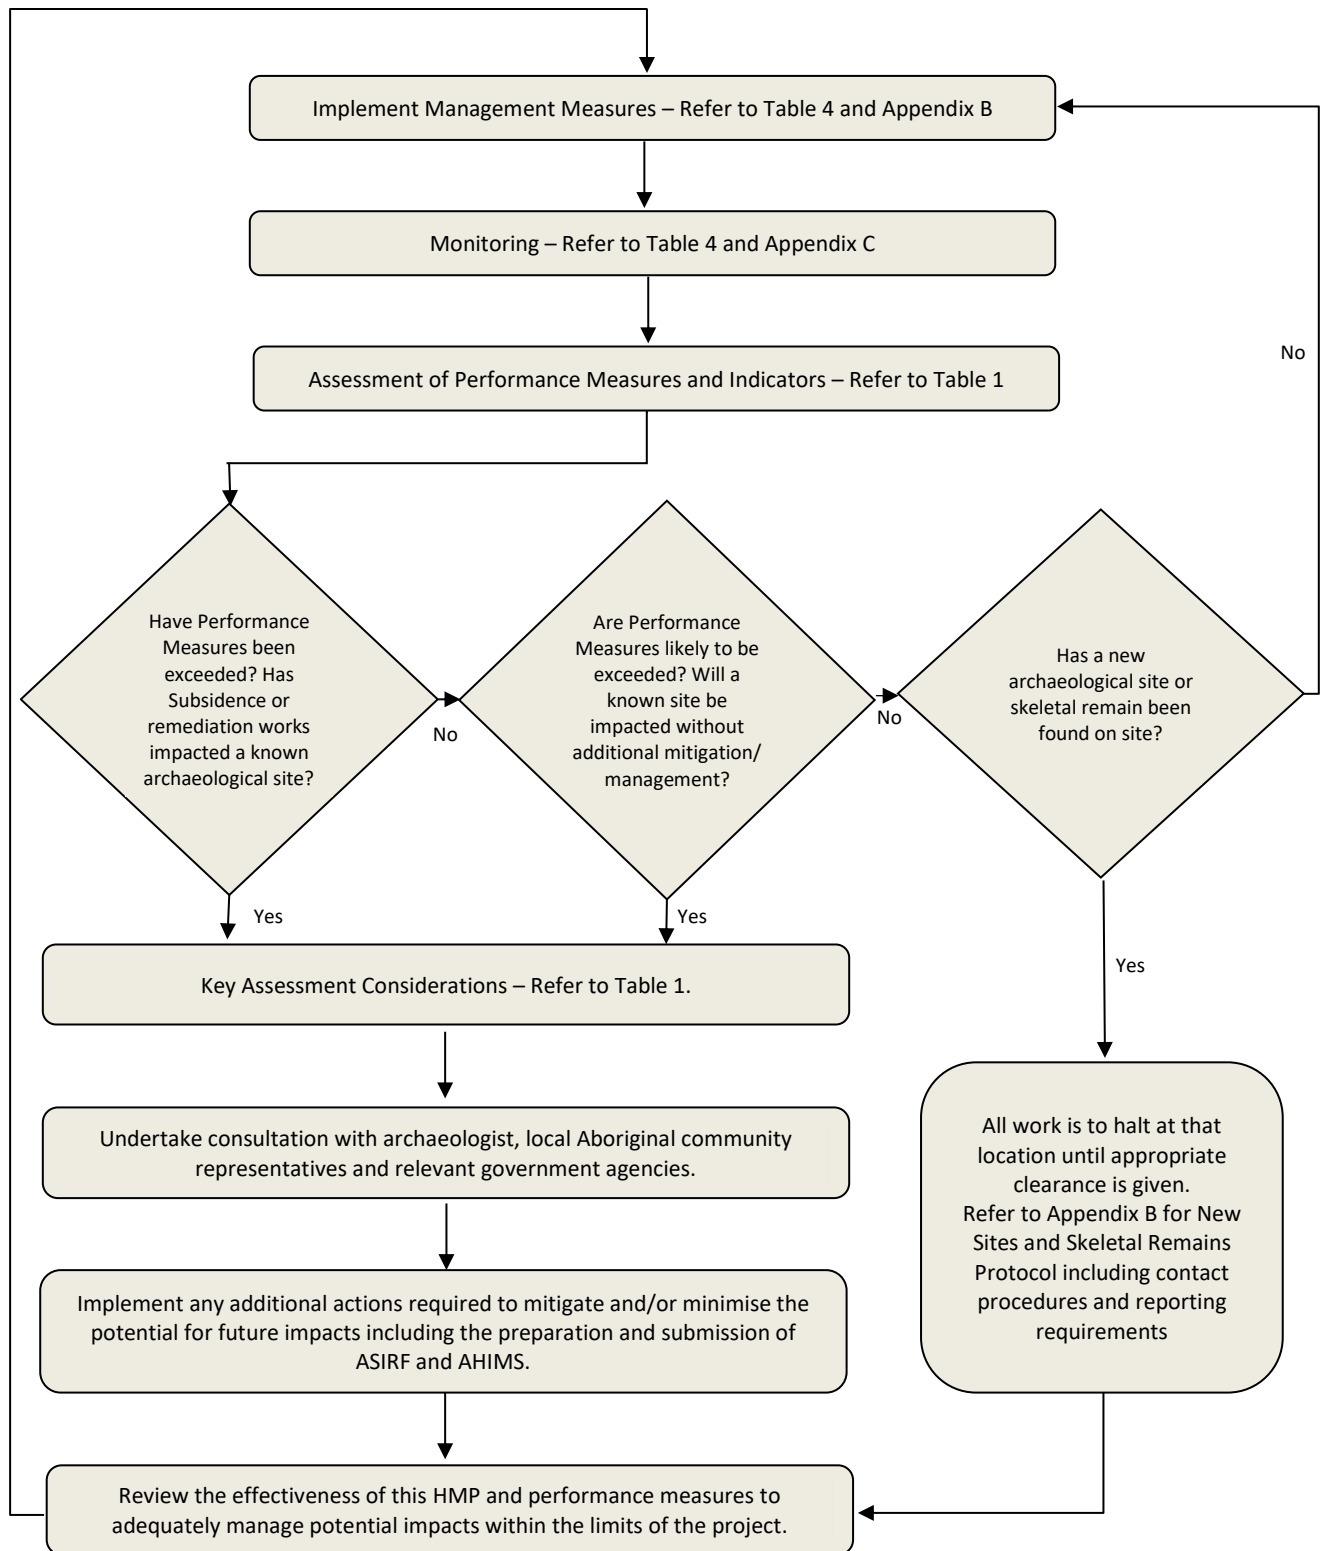 Implement Management Measures – Refer to Table 4 and Appendix B
Monitoring – Refer to Table 4 and Appendix C
No
Assessment of Performance Measures and Indicators – Refer to Table 1
Have Performance
Measures been
exceeded? Has
Subsidence or
remediation works
impacted a known
archaeological site?
No
Are Performance
Measures likely to be
exceeded? Will a
known site be
impacted without
additional mitigation/
management?
No
Has a new
archaeological site or
skeletal remain been
found on site?
Yes
Yes
Yes
Key Assessment Considerations – Refer to Table 1.
Undertake consultation with archaeologist, local Aboriginal community
representatives and relevant government agencies.
Implement any additional actions required to mitigate and/or minimise the
potential for future impacts including the preparation and submission of
ASIRF and AHIMS.
All work is to halt at that
location until appropriate
clearance is given.
Refer to Appendix B for New
Sites and Skeletal Remains
Protocol including contact
procedures and reporting
requirements
Review the effectiveness of this HMP and performance measures to
adequately manage potential impacts within the limits of the project.